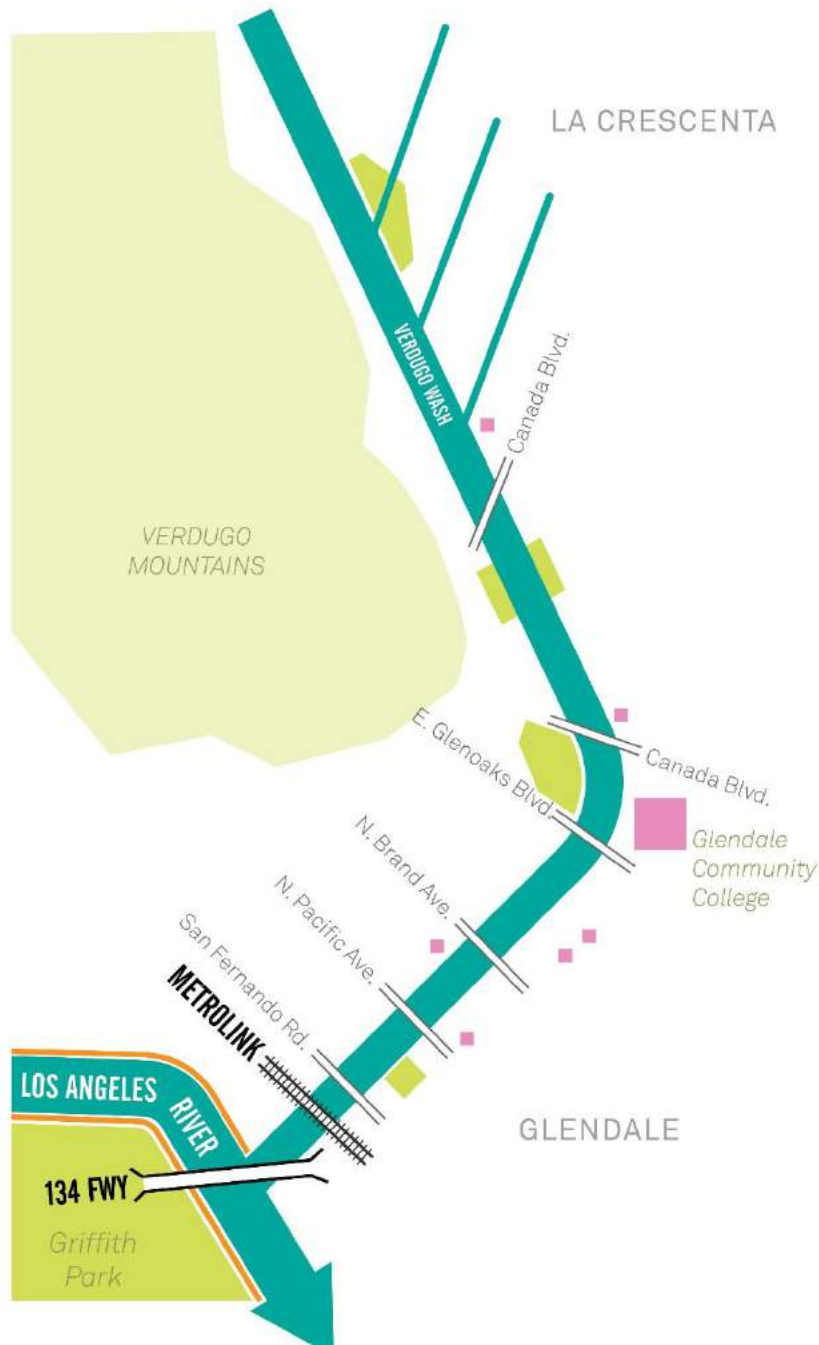 LA CRESCENTA
VERDUGO WASH
Canada Blvd.
VERDUGO
MOUNTAINS
E. Glenoaks Blvd.
Canada Blvd.
Glendale
Community
College
N. Brand Ave.
N. Pacific Ave.
San Fernando Rd.
METROLINK
LOS ANGELES
RIVER
GLENDALE
134 FWY
Griffith
Park